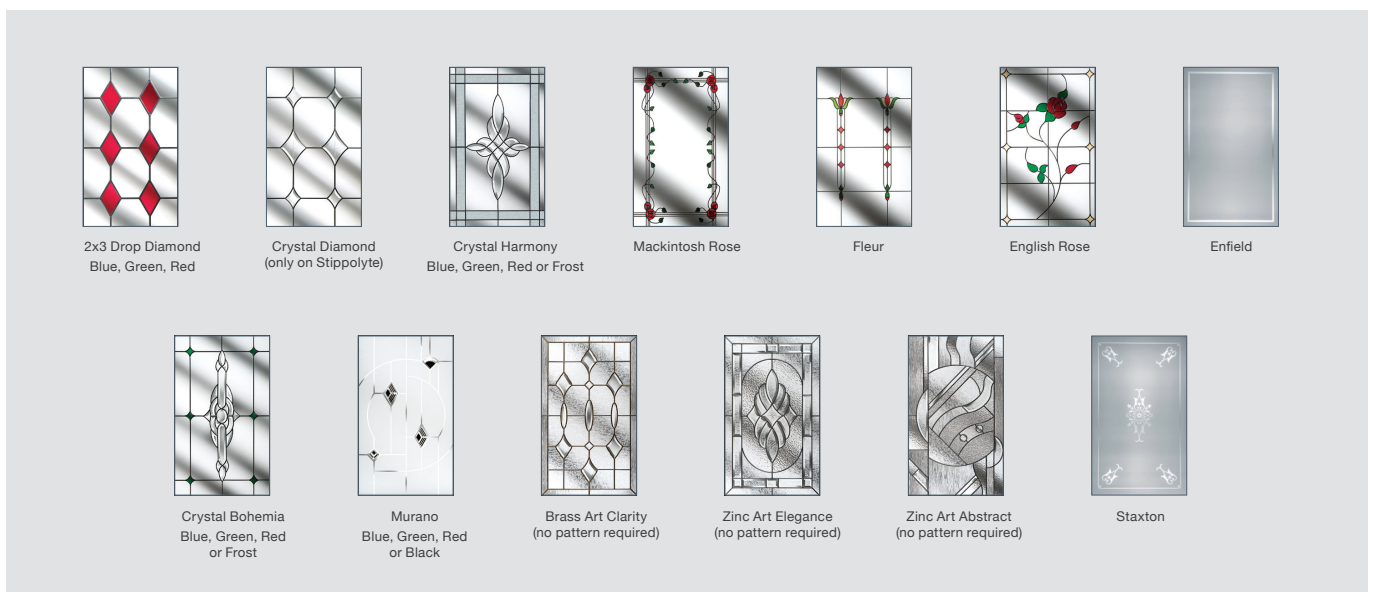 2x3 Drop Diamond
Blue, Green, Red
Crystal Diamond
(only on Stippolyte)
Crystal Harmony
Blue, Green, Red or Frost
Mackintosh Rose
Fleur
English Rose
Enfield
Crystal Bohemia
Blue, Green, Red
or Frost
Murano
Blue, Green, Red
or Black
Brass Art Clarity
(no pattern required)
Zinc Art Elegance
(no pattern required)
Zinc Art Abstract
(no pattern required)
Staxton